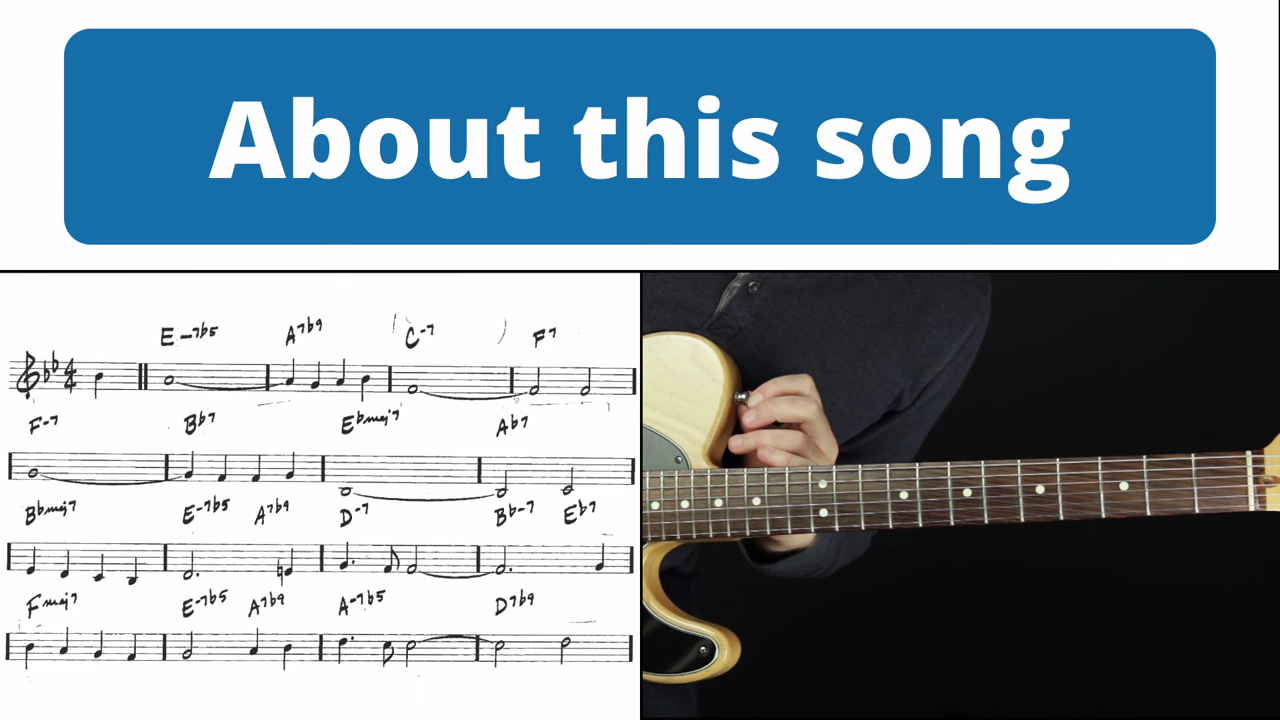 About this song
E-7b5 A7b9 C-7 F7
F-7 Bb7 Ebmaj7 Ab7
Bbmaj7 E-7b5 A7b9 D-7 Bb-7 Eb7
Fmaj7 E-7b5 A7b9 A-7b5 D7b9